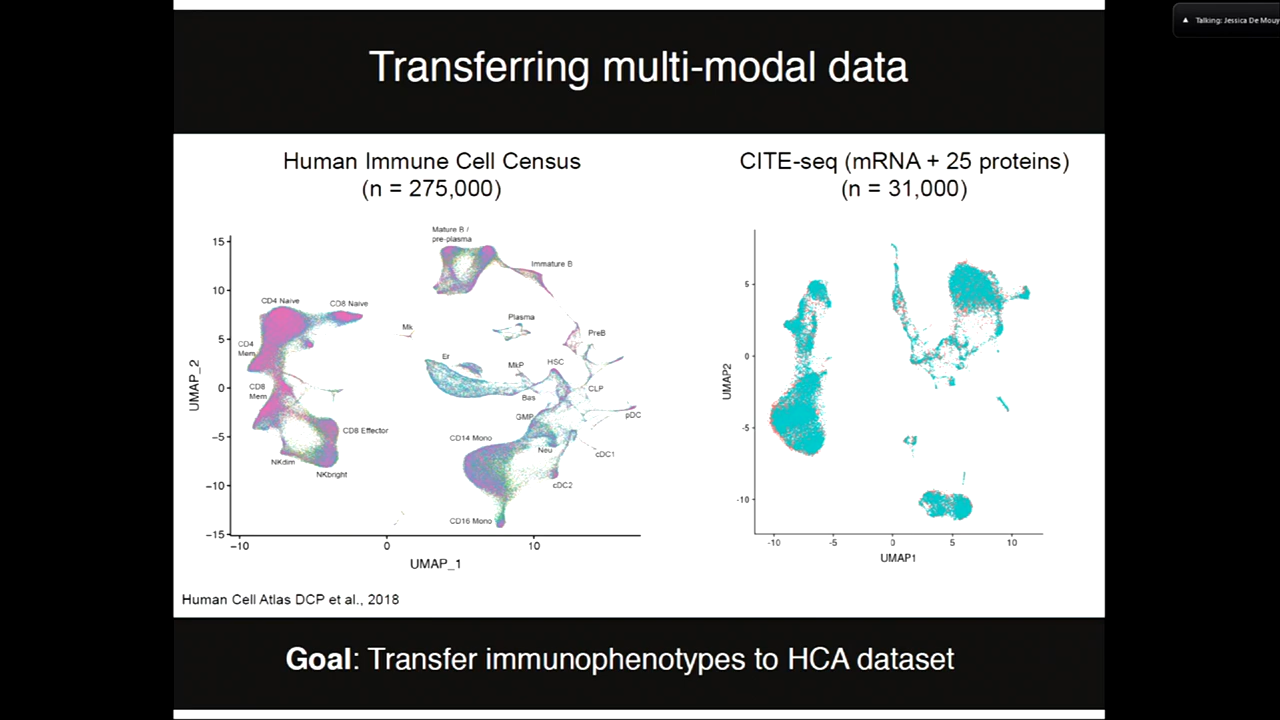 Talking: Jessica De Mouy
Transferring multi-modal data
Human Immune Cell Census
(n = 275,000)
CITE-seq (mRNA + 25 proteins)
(n = 31,000)
Mature B /
pre-plasma
Immature B
CD4 Naive
CD8 Naive
Mk
Plasma
PreB
CD4
Mem
Er
MkP
HSC
CD8
Mem
Bas
CLP
GMP
pDC
CD8 Effector
CD14 Mono
Neu
cDC1
NKdim
NKbright
cDC2
CD16 Mono
15
10
5
0
−5
−10
−15
UMAP_2
−10
0
10
UMAP_1
5
0
-5
-10
UMAP2
-10
-5
0
5
10
UMAP1
Human Cell Atlas DCP et al., 2018
Goal: Transfer immunophenotypes to HCA dataset